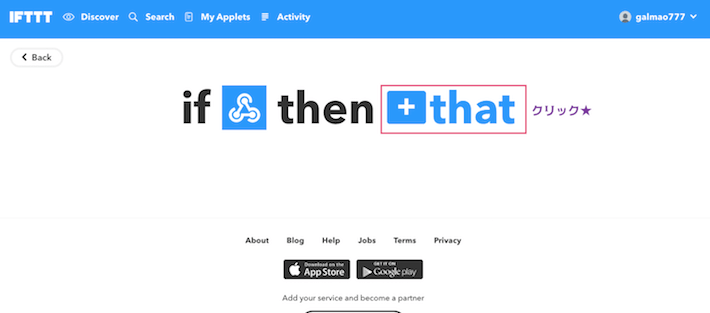 IFTTT Discover Search My Applets Activity galmao777
Back
if then +that クリック★
About Blog Help Jobs Terms Privacy
Download on the App Store GET IT ON Google play
Add your service and become a partner